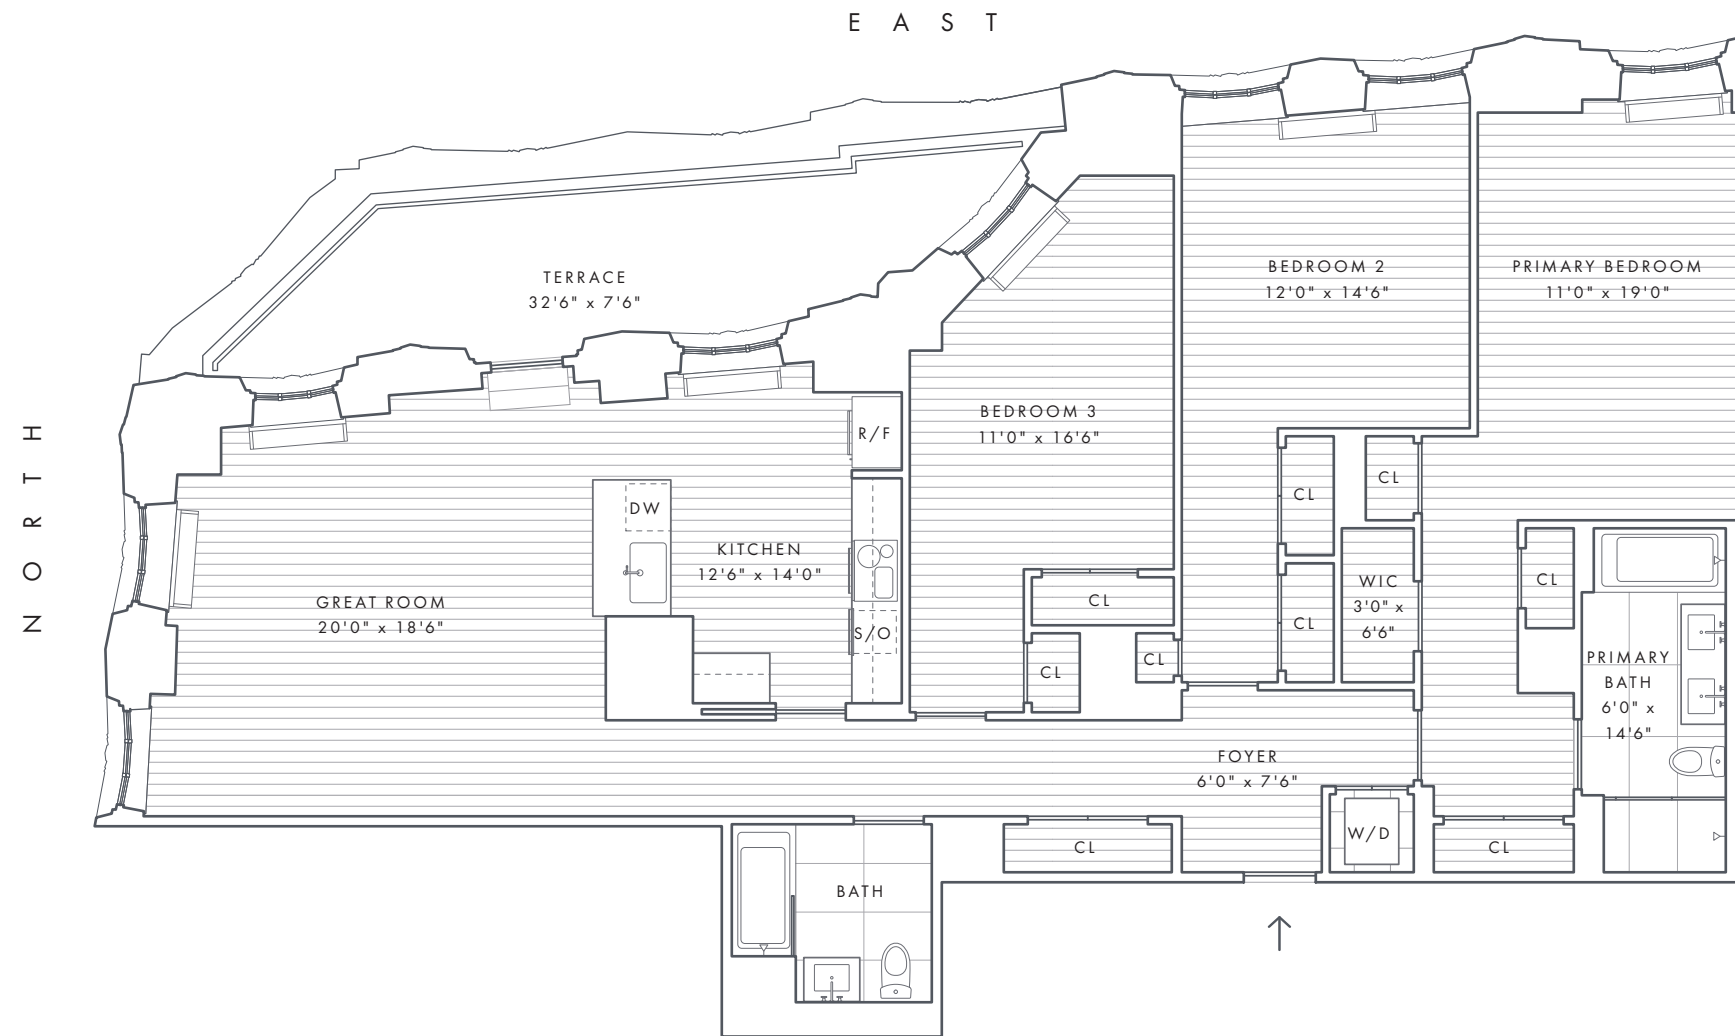 EAST
NORTH
TERRACE
32'6" x 7'6"
BEDROOM 2
12'0" x 14'6"
PRIMARY BEDROOM
11'0" x 19'0"
BEDROOM 3
11'0" x 16'6"
R/F
DW
KITCHEN
12'6" x 14'0"
GREAT ROOM
20'0" x 18'6"
S/O
CL
CL
CL
CL
CL
CL
WIC
3'0" x
6'6"
CL
PRIMARY
BATH
6'0" x
14'6"
FOYER
6'0" x 7'6"
W/D
CL
CL
BATH